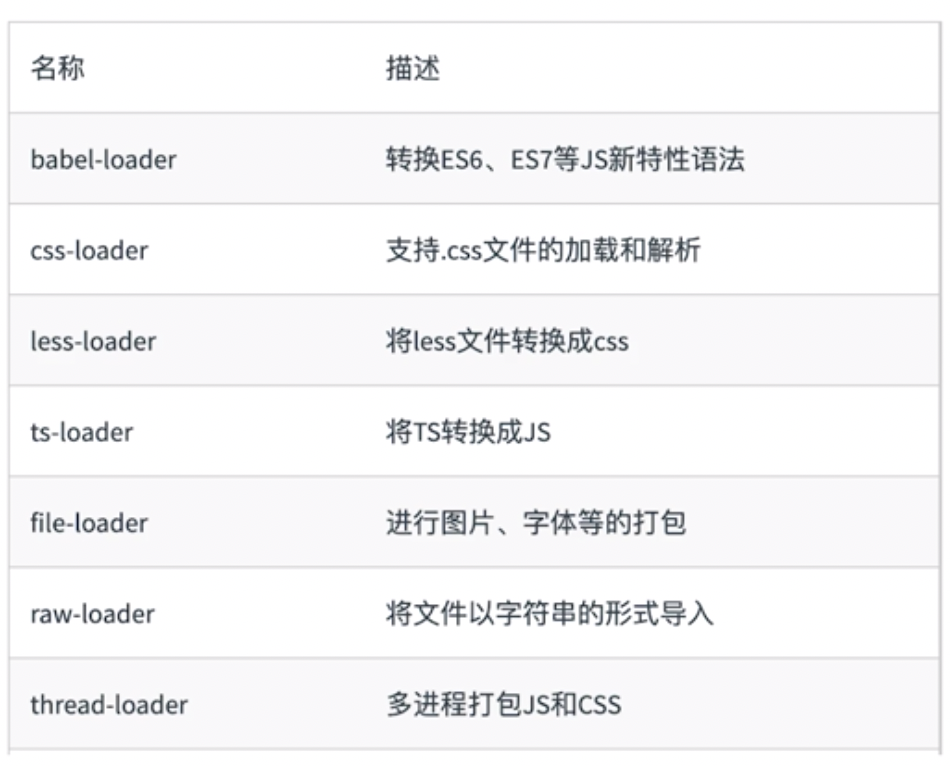 名称 描述
babel-loader 转换ES6、ES7等JS新特性语法
css-loader 支持.css文件的加载和解析
less-loader 将less文件转换成css
ts-loader 将TS转换成JS
file-loader 进行图片、字体等的打包
raw-loader 将文件以字符串的形式导入
thread-loader 多进程打包JS和CSS